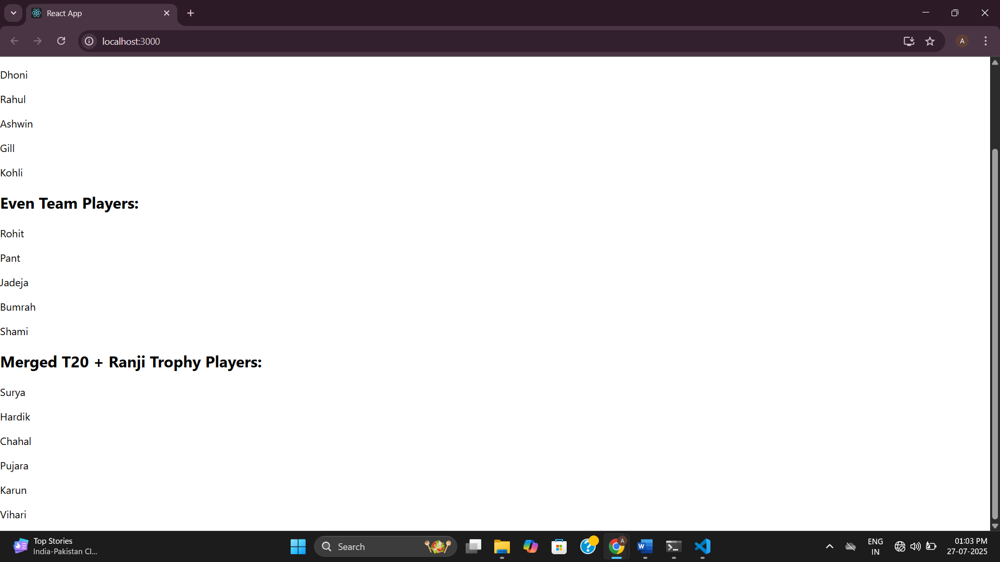 React App
localhost:3000
A
Dhoni
Rahul
Ashwin
Gill
Kohli
Even Team Players:
Rohit
Pant
Jadeja
Bumrah
Shami
Merged T20 + Ranji Trophy Players:
Surya
Hardik
Chahal
Pujara
Karun
Vihari
Top Stories
India-Pakistan Cl...
Search
A
W
ENG
IN
01:03 PM
27-07-2025